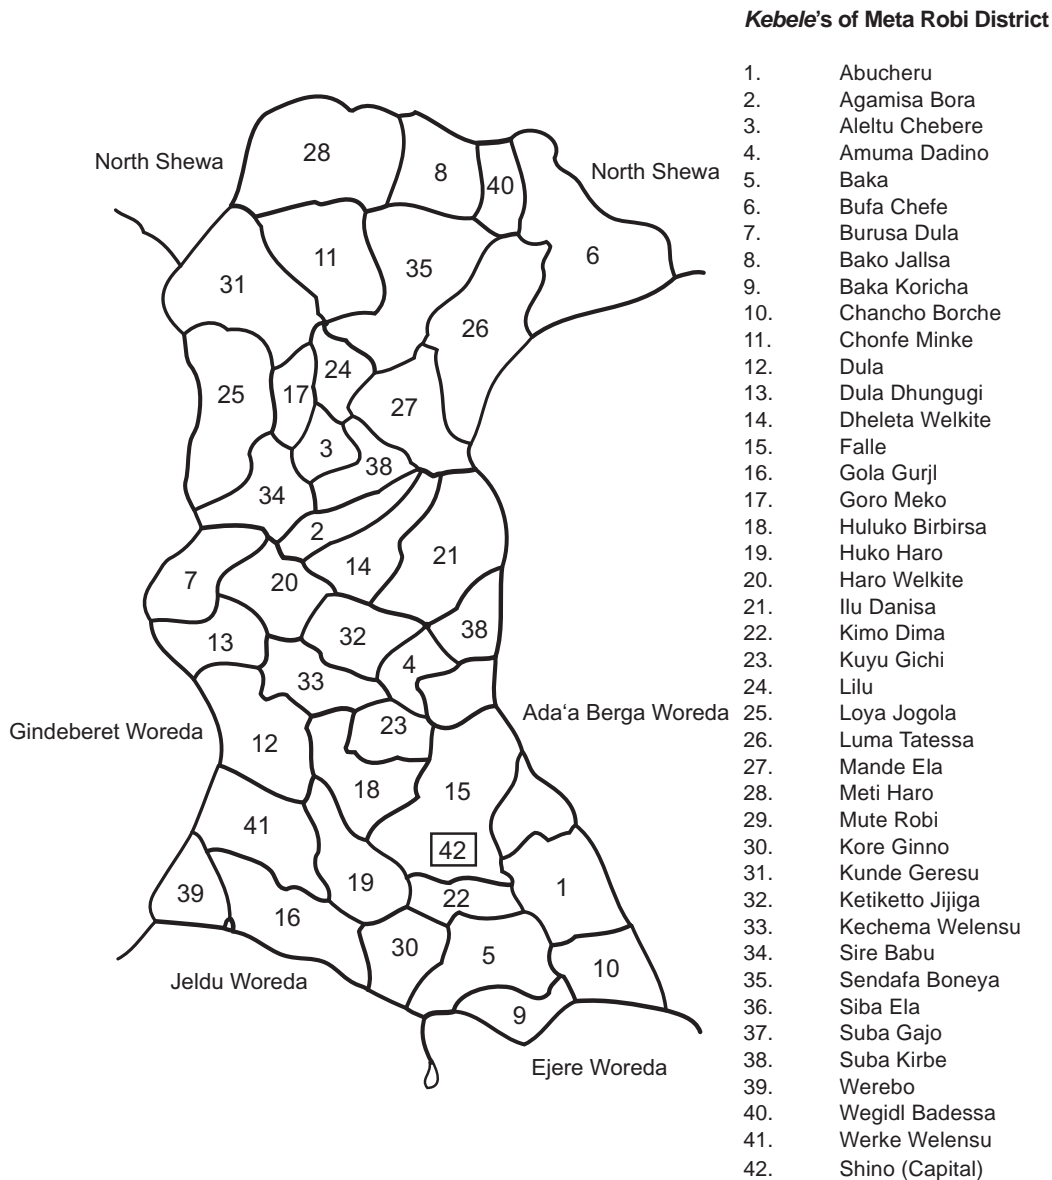 Kebele's of Meta Robi District
1. Abucheru
2. Agamisa Bora
3. Aleltu Chebere
4. Amuma Dadino
5. Baka
6. Bufa Chefe
7. Burusa Dula
8. Bako Jallsa
9. Baka Koricha
10. Chancho Borche
11. Chonfe Minke
12. Dula
13. Dula Dhungugi
14. Dheleta Welkite
15. Falle
16. Gola Gurjl
17. Goro Meko
18. Huluko Birbirsa
19. Huko Haro
20. Haro Welkite
21. Ilu Danisa
22. Kimo Dima
23. Kuyu Gichi
24. Lilu
25. Loya Jogola
26. Luma Tatessa
27. Mande Ela
28. Meti Haro
29. Mute Robi
30. Kore Ginno
31. Kunde Geresu
32. Ketiketto Jijiga
33. Kechema Welensu
34. Sire Babu
35. Sendafa Boneya
36. Siba Ela
37. Suba Gajo
38. Suba Kirbe
39. Werebo
40. Wegidl Badessa
41. Werke Welensu
42. Shino (Capital)
North Shewa
28
8
40
North Shewa
11
35
6
31
26
24
25
17
27
3
38
34
2
14
21
7
20
13
32
38
4
33
Gindeberet Woreda
12
23
Ada‘a Berga Woreda
18
15
41
42
39
19
22
1
16
30
5
10
Jeldu Woreda
9
Ejere Woreda